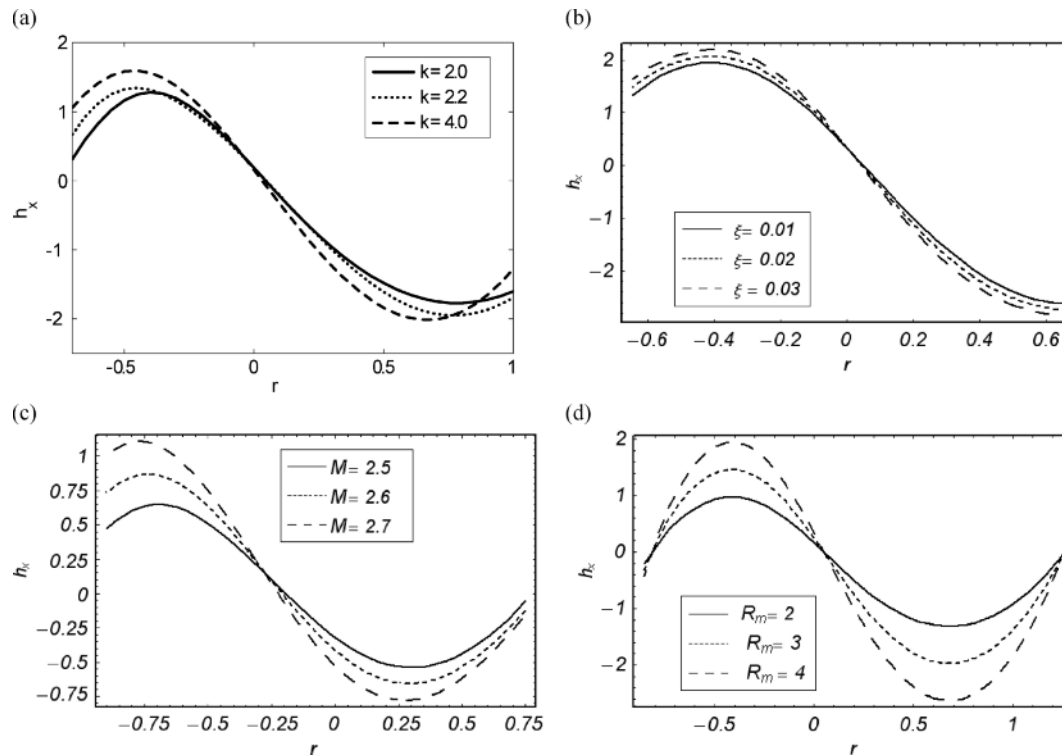 (a)
2
1
0
-1
-2
h_x
-0.5
0
0.5
1
r
k= 2.0
k= 2.2
k= 4.0
(b)
2
1
0
−1
−2
h_x
−0.6
−0.4
−0.2
0
0.2
0.4
0.6
r
ξ= 0.01
ξ= 0.02
ξ = 0.03
(c)
1
0.75
0.5
0.25
0
−0.25
−0.5
−0.75
h_x
−0.75
−0.5
−0.25
0
0.25
0.5
0.75
r
M= 2.5
M= 2.6
M= 2.7
(d)
2
1
0
−1
−2
h_x
−0.5
0
0.5
1
r
R_m= 2
R_m= 3
R_m= 4